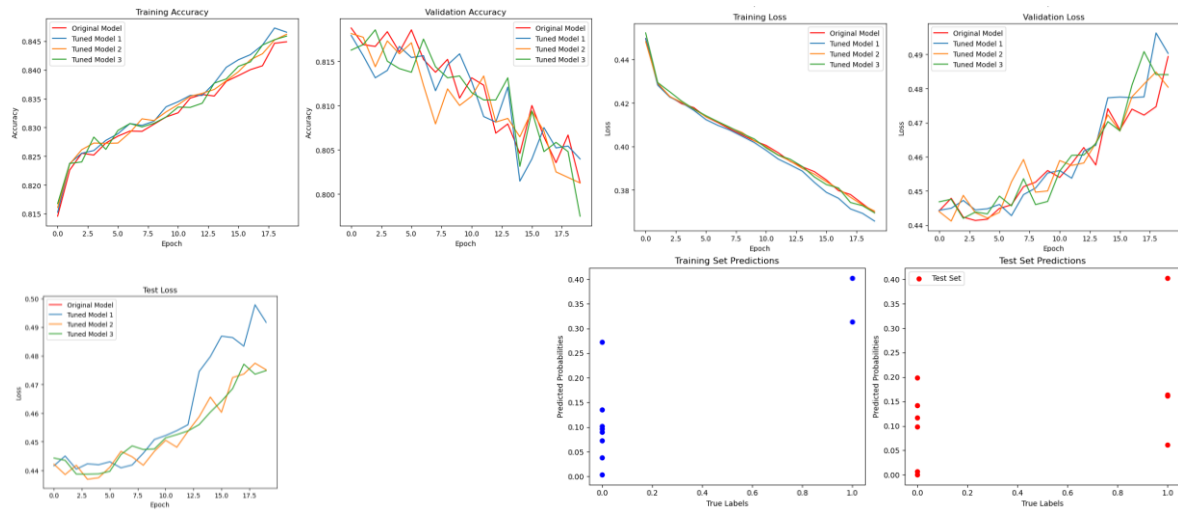 Training Accuracy
Original Model
Tuned Model 1
Tuned Model 2
Tuned Model 3
Accuracy
0.845
0.840
0.835
0.830
0.825
0.820
0.815
0.0 2.5 5.0 7.5 10.0 12.5 15.0 17.5
Epoch
Validation Accuracy
Original Model
Tuned Model 1
Tuned Model 2
Tuned Model 3
Accuracy
0.815
0.810
0.805
0.800
0.0 2.5 5.0 7.5 10.0 12.5 15.0 17.5
Epoch
Training Loss
Original Model
Tuned Model 1
Tuned Model 2
Tuned Model 3
Loss
0.44
0.42
0.40
0.38
0.0 2.5 5.0 7.5 10.0 12.5 15.0 17.5
Epoch
Validation Loss
Original Model
Tuned Model 1
Tuned Model 2
Tuned Model 3
Loss
0.49
0.48
0.47
0.46
0.45
0.44
0.0 2.5 5.0 7.5 10.0 12.5 15.0 17.5
Epoch
Test Loss
Original Model
Tuned Model 1
Tuned Model 2
Tuned Model 3
Loss
0.50
0.49
0.48
0.47
0.46
0.45
0.44
0.0 2.5 5.0 7.5 10.0 12.5 15.0 17.5
Epoch
Training Set Predictions
Predicted Probabilities
0.40
0.35
0.30
0.25
0.20
0.15
0.10
0.05
0.00
0.0 0.2 0.4 0.6 0.8 1.0
True Labels
Test Set Predictions
Test Set
Predicted Probabilities
0.40
0.35
0.30
0.25
0.20
0.15
0.10
0.05
0.00
0.0 0.2 0.4 0.6 0.8 1.0
True Labels